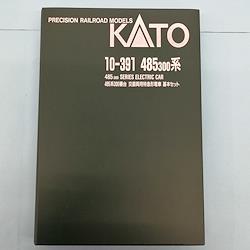 PRECISION RAILROAD MODELS
KATO
10-391 485300系
485-300 SERIES ELECTRIC CAR
485系300番台 交直両用特急形電車 基本セット